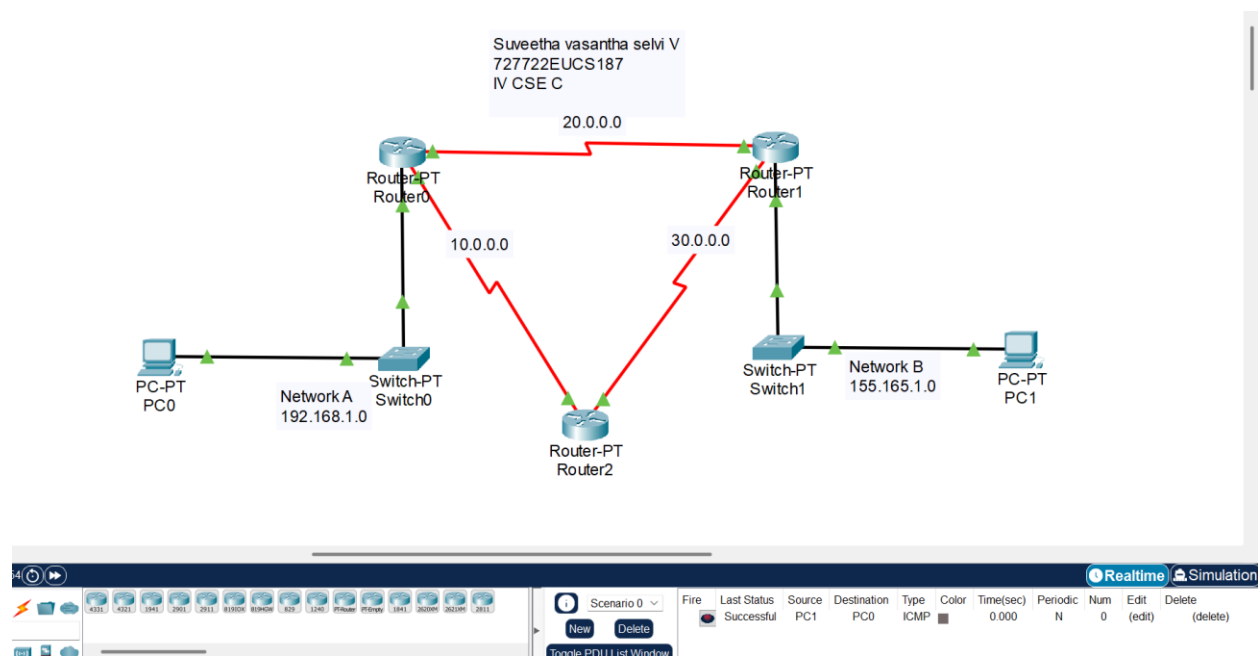 Suveetha vasantha selvi V
727722EUCS187
IV CSE C
20.0.0.0
Router-PT
Router0
Router-PT
Router1
10.0.0.0
30.0.0.0
PC-PT
PC0
Network A
192.168.1.0
Switch-PT
Switch0
Switch-PT
Switch1
Network B
155.165.1.0
PC-PT
PC1
Router-PT
Router2
Realtime Simulation
4331 4321 1941 2901 2911 819IOX 819HGW 829 1240 PT-Router PT-Empty 1841 2620XM 2621XM 2811
Scenario 0
New Delete
Toggle PDU List Window
Fire Last Status Source Destination Type Color Time(sec) Periodic Num Edit Delete
Successful PC1 PC0 ICMP 0.000 N 0 (edit) (delete)